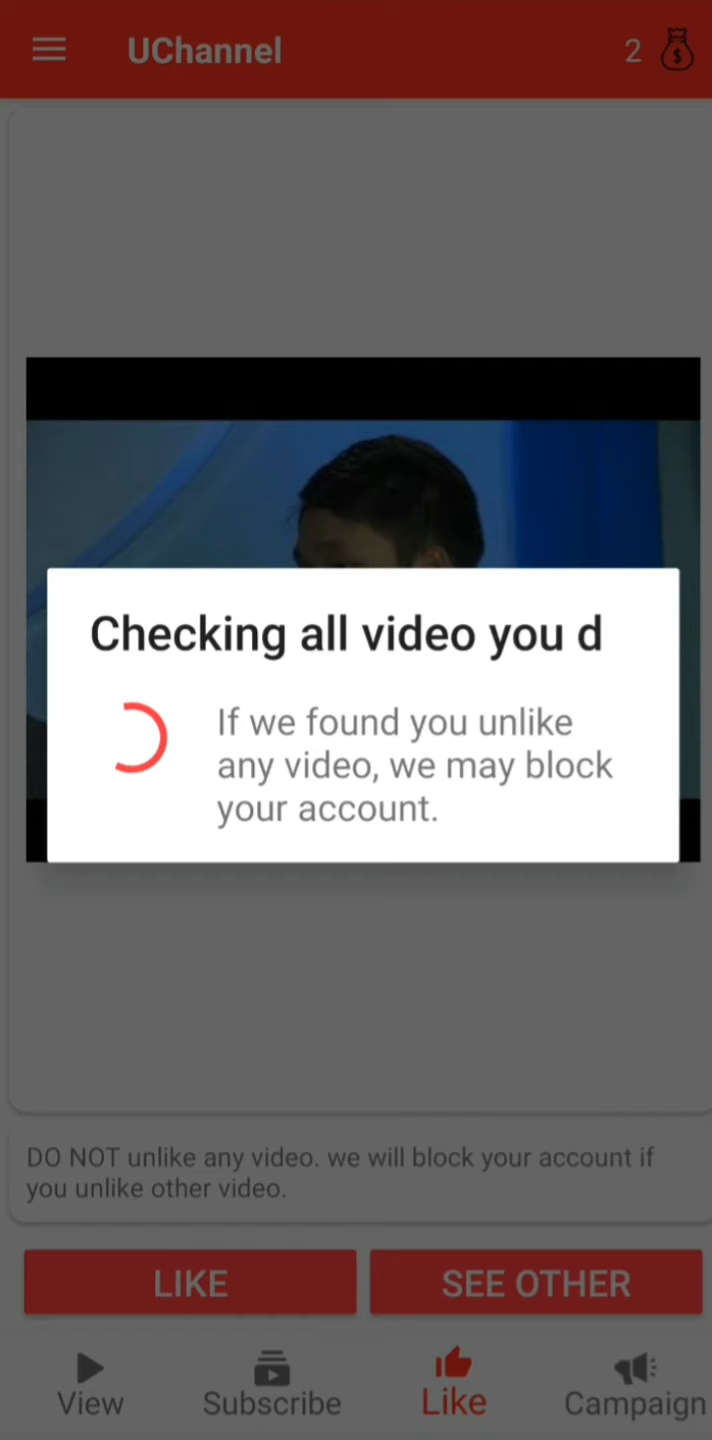 UChannel 2
Checking all video you d
If we found you unlike
any video, we may block
your account.
DO NOT unlike any video. we will block your account if
you unlike other video.
LIKE SEE OTHER
View Subscribe Like Campaign